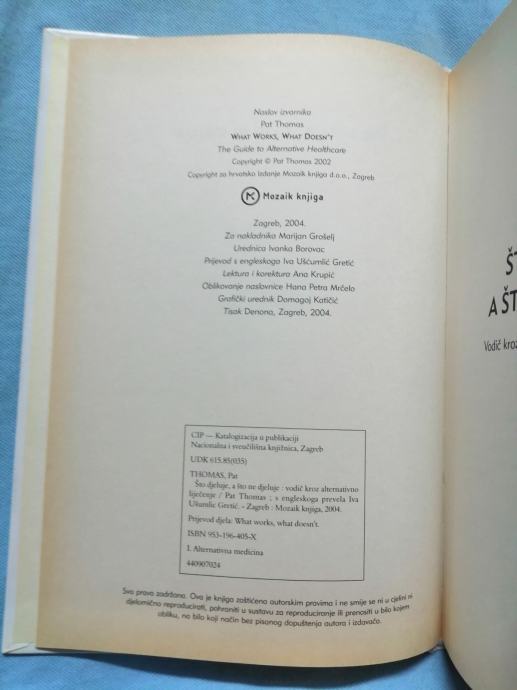 Naslov izvornika
Pat Thomas
WHAT WORKS, WHAT DOESN'T
The Guide to Alternative Healthcare
Copyright © Pat Thomas 2002
Copyright za hrvatsko izdanje Mozaik knjiga d.o.o., Zagreb
Mozaik knjiga
Zagreb, 2004.
Za nakladnika Marijan Grošelj
Urednica Ivanka Borovac
Prijevod s engleskoga Iva Ušćumlić Gretić
Lektura i korektura Ana Krupić
Oblikovanje naslovnice Hana Petra Mrčelo
Grafički urednik Domagoj Katičić
Tisak Denona, Zagreb, 2004.
CIP — Katalogizacija u publikaciji
Nacionalna i sveučilišna knjižnica, Zagreb
UDK 615.85(035)
THOMAS, Pat
Što djeluje, a što ne djeluje : vodič kroz alternativno
liječenje / Pat Thomas ; s engleskoga prevela Iva
Ušumlić Gretić. - Zagreb : Mozaik knjiga, 2004.
Prijevod djela: What works, what doesn't.
ISBN 953-196-405-X
I. Alternativna medicina
440907024
Sva prava zadržana. Ova je knjiga zaštićena autorskim pravima i ne smije se ni u cjelini ni
djelomično reproducirati, pohraniti u sustavu za reproduciranje ili prenositi u bilo kojem
obliku, na bilo koji način bez pisanog dopuštenja autora i izdavača.
ŠT
A ŠT
Vodič kroz